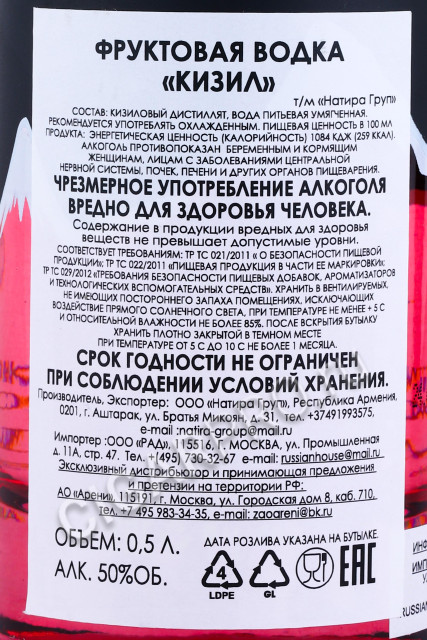 ФРУКТОВАЯ ВОДКА
«КИЗИЛ»
т/м «Натира Груп»
СОСТАВ: КИЗИЛОВЫЙ ДИСТИЛЛЯТ, ВОДА ПИТЬЕВАЯ УМЯГЧЕННАЯ.
РЕКОМЕНДУЕТСЯ УПОТРЕБЛЯТЬ ОХЛАЖДЕННЫМ. ПИЩЕВАЯ ЦЕННОСТЬ В 100 МЛ
ПРОДУКТА: ЭНЕРГЕТИЧЕСКАЯ ЦЕННОСТЬ (КАЛОРИЙНОСТЬ) 1084 КДЖ (259 ККАЛ).
АЛКОГОЛЬ ПРОТИВОПОКАЗАН БЕРЕМЕННЫМ И КОРМЯЩИМ
ЖЕНЩИНАМ, ЛИЦАМ С ЗАБОЛЕВАНИЯМИ ЦЕНТРАЛЬНОЙ
НЕРВНОЙ СИСТЕМЫ, ПОЧЕК, ПЕЧЕНИ И ДРУГИХ ОРГАНОВ ПИЩЕВАРЕНИЯ.
ЧРЕЗМЕРНОЕ УПОТРЕБЛЕНИЕ АЛКОГОЛЯ
ВРЕДНО ДЛЯ ЗДОРОВЬЯ ЧЕЛОВЕКА.
Содержание в продукции вредных для здоровья
веществ не превышает допустимые уровни.
СООТВЕТСТВУЕТ ТРЕБОВАНИЯМ: ТР ТС 021/2011 « О БЕЗОПАСНОСТИ ПИЩЕВОЙ
ПРОДУКЦИИ»; ТР ТС 022/2011 «ПИЩЕВАЯ ПРОДУКЦИЯ В ЧАСТИ ЕЕ МАРКИРОВКИ»;
ТР ТС 029/2012 «ТРЕБОВАНИЯ БЕЗОПАСНОСТИ ПИЩЕВЫХ ДОБАВОК, АРОМАТИЗАТОРОВ
И ТЕХНОЛОГИЧЕСКИХ ВСПОМОГАТЕЛЬНЫХ СРЕДСТВ». ХРАНИТЬ В ВЕНТИЛИРУЕМЫХ,
НЕ ИМЕЮЩИХ ПОСТОРОННЕГО ЗАПАХА ПОМЕЩЕНИЯХ, ИСКЛЮЧАЮЩИХ
ВОЗДЕЙСТВИЕ ПРЯМОГО СОЛНЕЧНОГО СВЕТА, ПРИ ТЕМПЕРАТУРЕ НЕ МЕНЕЕ + 5 С
И ОТНОСИТЕЛЬНОЙ ВЛАЖНОСТИ НЕ БОЛЕЕ 85%. ПОСЛЕ ВСКРЫТИЯ БУТЫЛКУ
ХРАНИТЬ ПЛОТНО ЗАКРЫТОЙ В ТЕМНОМ МЕСТЕ
ПРИ ТЕМПЕРАТУРЕ ОТ 5 С ДО 10 С НЕ БОЛЕЕ 1 МЕСЯЦА.
СРОК ГОДНОСТИ НЕ ОГРАНИЧЕН
ПРИ СОБЛЮДЕНИИ УСЛОВИЙ ХРАНЕНИЯ.
Производитель, Экспортер: ООО «Натира Груп», Республика Армения,
0201, г. Аштарак, ул. Братья Микоян, д. 31, тел. +37491993575,
e-mail :natira-group@mail.ru
Импортер :ООО «РАД», 115516, г. МОСКВА, ул. Промышленная
д. 11А, стр. 47. Тел. +(495) 730-32-67 e-mail: russianhouse@mail.ru
Эксклюзивный дистрибьютор и принимающая предложения
и претензии на территории РФ:
АО «Арени», 115191, г. Москва, ул. Городская дом 8, каб. 710,
тел.+7 495 983-34-35, e-mail: zaoareni@bk.ru
ОБЪЕМ: 0,5 Л.
АЛК. 50%ОБ.
ДАТА РОЗЛИВА УКАЗАНА НА БУТЫЛКЕ.
4
LDPE
GL
EAC
ИНФ
ИМП
RUSSIAN